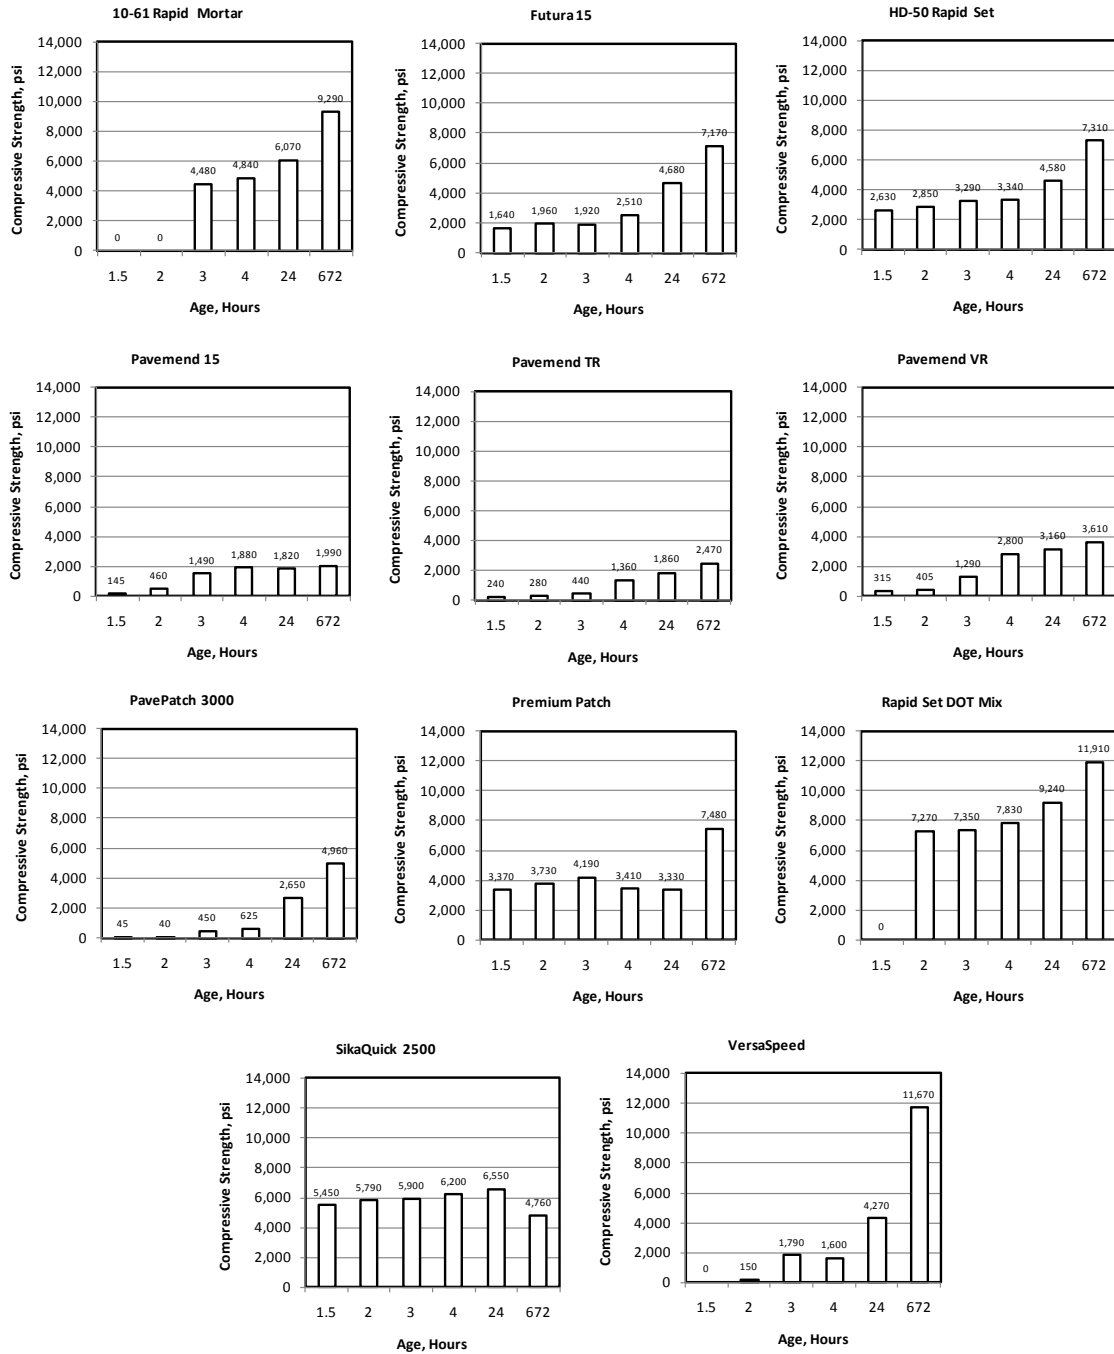 10-61 Rapid Mortar
Compressive Strength, psi
14,000
12,000
10,000
8,000
6,000
4,000
2,000
0
0 0 4,480 4,840 6,070 9,290
1.5 2 3 4 24 672
Age, Hours
Futura 15
Compressive Strength, psi
14,000
12,000
10,000
8,000
6,000
4,000
2,000
0
1,640 1,960 1,920 2,510 4,680 7,170
1.5 2 3 4 24 672
Age, Hours
HD-50 Rapid Set
Compressive Strength, psi
14,000
12,000
10,000
8,000
6,000
4,000
2,000
0
2,630 2,850 3,290 3,340 4,580 7,310
1.5 2 3 4 24 672
Age, Hours
Pavemend 15
Compressive Strength, psi
14,000
12,000
10,000
8,000
6,000
4,000
2,000
0
145 460 1,490 1,880 1,820 1,990
1.5 2 3 4 24 672
Age, Hours
Pavemend TR
Compressive Strength, psi
14,000
12,000
10,000
8,000
6,000
4,000
2,000
0
240 280 440 1,360 1,860 2,470
1.5 2 3 4 24 672
Age, Hours
Pavemend VR
Compressive Strength, psi
14,000
12,000
10,000
8,000
6,000
4,000
2,000
0
315 405 1,290 2,800 3,160 3,610
1.5 2 3 4 24 672
Age, Hours
PavePatch 3000
Compressive Strength, psi
14,000
12,000
10,000
8,000
6,000
4,000
2,000
0
45 40 450 625 2,650 4,960
1.5 2 3 4 24 672
Age, Hours
Premium Patch
Compressive Strength, psi
14,000
12,000
10,000
8,000
6,000
4,000
2,000
0
3,370 3,730 4,190 3,410 3,330 7,480
1.5 2 3 4 24 672
Age, Hours
Rapid Set DOT Mix
Compressive Strength, psi
14,000
12,000
10,000
8,000
6,000
4,000
2,000
0
0 7,270 7,350 7,830 9,240 11,910
1.5 2 3 4 24 672
Age, Hours
SikaQuick 2500
Compressive Strength, psi
14,000
12,000
10,000
8,000
6,000
4,000
2,000
0
5,450 5,790 5,900 6,200 6,550 4,760
1.5 2 3 4 24 672
Age, Hours
VersaSpeed
Compressive Strength, psi
14,000
12,000
10,000
8,000
6,000
4,000
2,000
0
0 150 1,790 1,600 4,270 11,670
1.5 2 3 4 24 672
Age, Hours